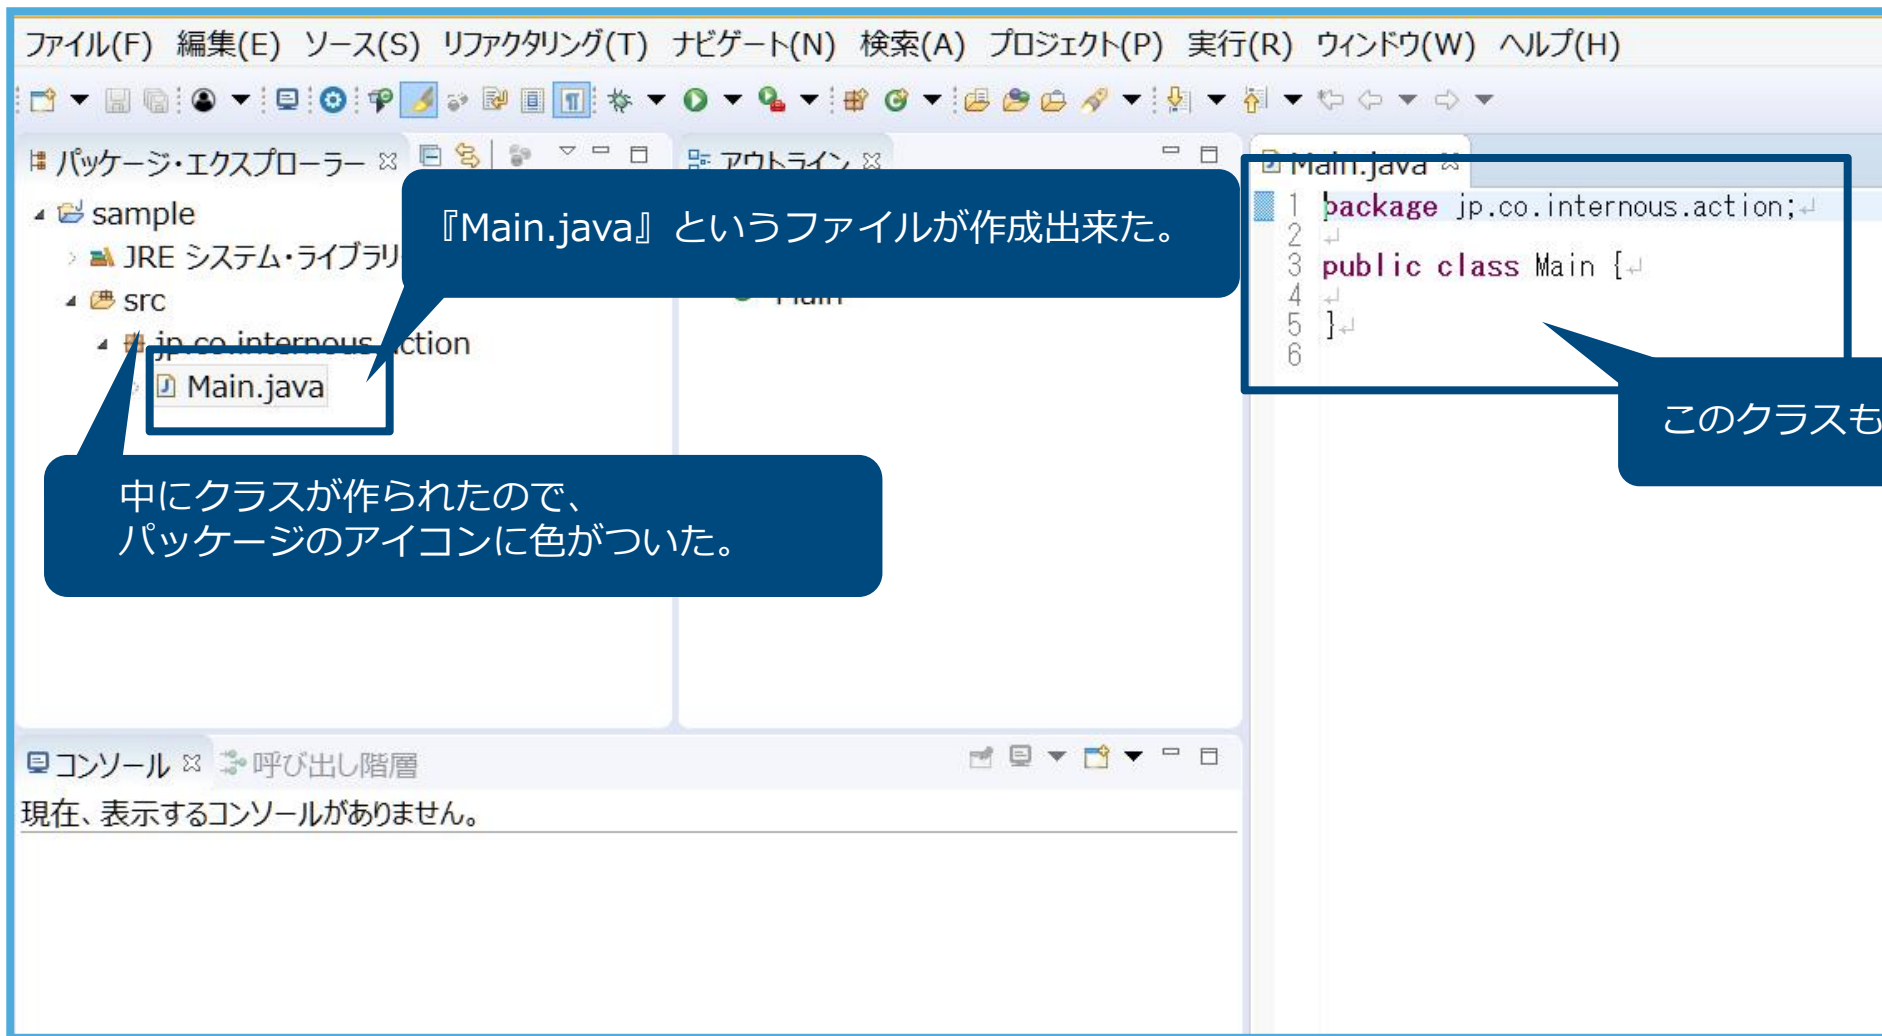 ファイル(F) 編集(E) ソース(S) リファクタリング(T) ナビゲート(N) 検索(A) プロジェクト(P) 実行(R) ウィンドウ(W) ヘルプ(H)
パッケージ・エクスプローラー
アウトライン
Main.java
sample
JRE システム・ライブラリ
src
jp.co.internous.action
Main.java
『Main.java』というファイルが作成出来た。
Main
中にクラスが作られたので、
パッケージのアイコンに色がついた。
1 package jp.co.internous.action;
2
3 public class Main {
4
5 }
6
このクラスも
コンソール 呼び出し階層
現在、表示するコンソールがありません。